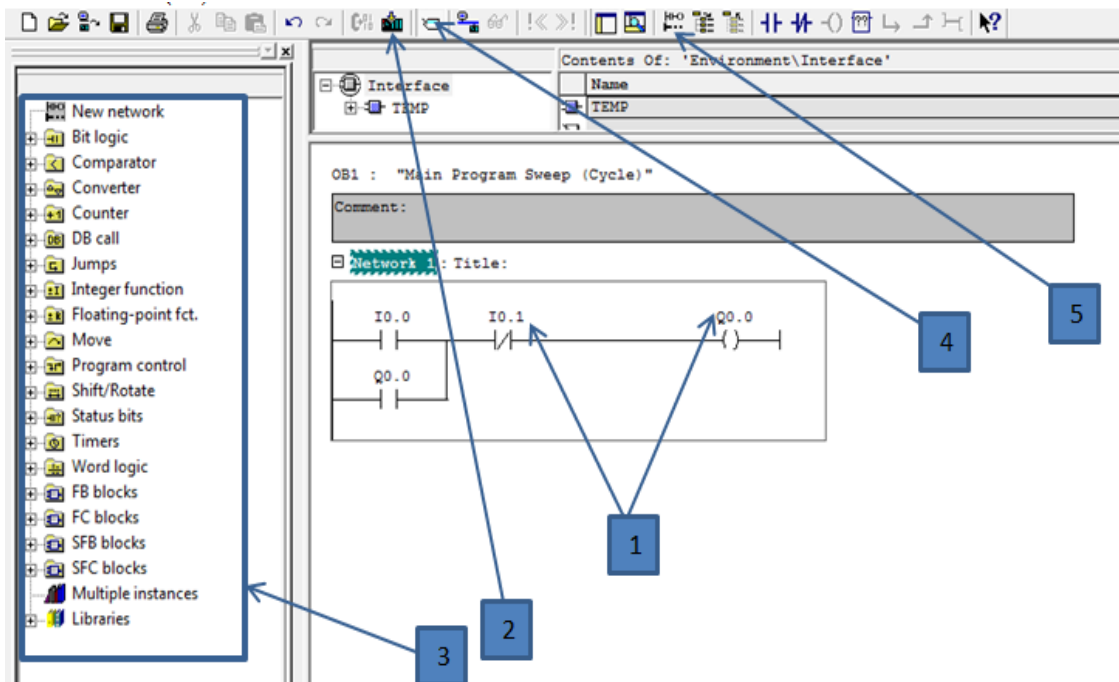 Contents Of: 'Environment\Interface'
Interface
Name
TEMP
TEMP
New network
Bit logic
Comparator
Converter
Counter
DB call
Jumps
Integer function
Floating-point fct.
Move
Program control
Shift/Rotate
Status bits
Timers
Word logic
FB blocks
FC blocks
SFB blocks
SFC blocks
Multiple instances
Libraries
OB1 : "Main Program Sweep (Cycle)"
Comment:
Network 1: Title:
I0.0 I0.1 Q0.0
Q0.0
1
2
3
4
5